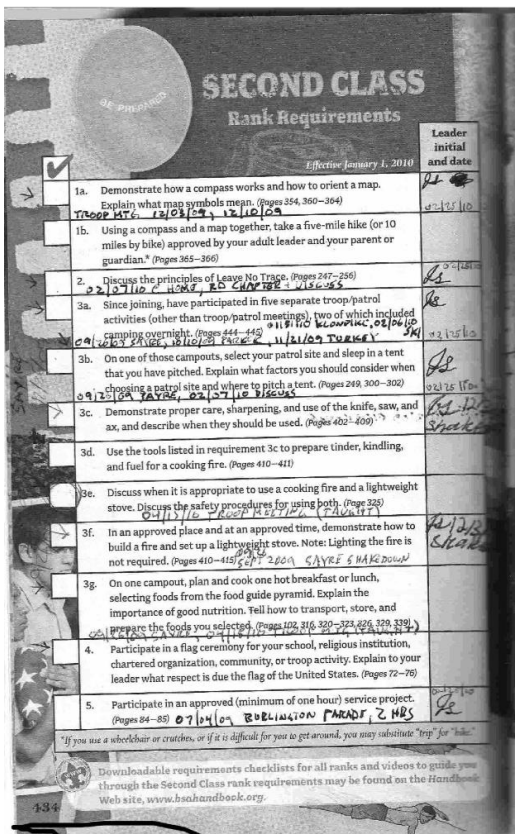 BE PREPARED
SECOND CLASS
Rank Requirements
Leader
initial
and date
Effective January 1, 2010
1a. Demonstrate how a compass works and how to orient a map.
Explain what map symbols mean. (Pages 354, 360–364)
TROOP MTG 12/03/09, 12/10/09
02/25/10
1b. Using a compass and a map together, take a five-mile hike (or 10
miles by bike) approved by your adult leader and your parent or
guardian.* (Pages 365–366)
2. Discuss the principles of Leave No Trace. (Pages 247–256)
02/07/10 @ HOME, RD CHAPTER + DISCUSS
3a. Since joining, have participated in five separate troop/patrol
activities (other than troop/patrol meetings), two of which included
camping overnight. (Pages 444–445) KLONDIKE, 02/06/10
SKI
SAYRE, 10/10/09 PARKER, 11/21/09 TURKEY
02/25/10
3b. On one of those campouts, select your patrol site and sleep in a tent
that you have pitched. Explain what factors you should consider when
choosing a patrol site and where to pitch a tent. (Pages 249, 300–302)
SAYRE, 02/07/10 DISCUSS
3c. Demonstrate proper care, sharpening, and use of the knife, saw, and
ax, and describe when they should be used. (Pages 402–409)
3d. Use the tools listed in requirement 3c to prepare tinder, kindling,
and fuel for a cooking fire. (Pages 410–411)
3e. Discuss when it is appropriate to use a cooking fire and a lightweight
stove. Discuss the safety procedures for using both. (Page 325)
TROOP MEETING (TAUGHT)
3f. In an approved place and at an approved time, demonstrate how to
build a fire and set up a lightweight stove. Note: Lighting the fire is
not required. (Pages 410–415) SEPT 2009 SAYRE SHAKEDOWN
3g. On one campout, plan and cook one hot breakfast or lunch,
selecting foods from the food guide pyramid. Explain the
importance of good nutrition. Tell how to transport, store, and
prepare the foods you selected. (Pages 102, 316, 320–323, 326, 329, 339)
4. Participate in a flag ceremony for your school, religious institution,
chartered organization, community, or troop activity. Explain to your
leader what respect is due the flag of the United States. (Pages 72–76)
5. Participate in an approved (minimum of one hour) service project.
(Pages 84–85) 07/04/09 BURLINGTON PARADE, 2 HRS
*If you use a wheelchair or crutches, or if it is difficult for you to get around, you may substitute "trip" for "hike."
Downloadable requirements checklists for all ranks and videos to guide you
through the Second Class rank requirements may be found on the Handbook
Web site, www.bsahandbook.org.
434